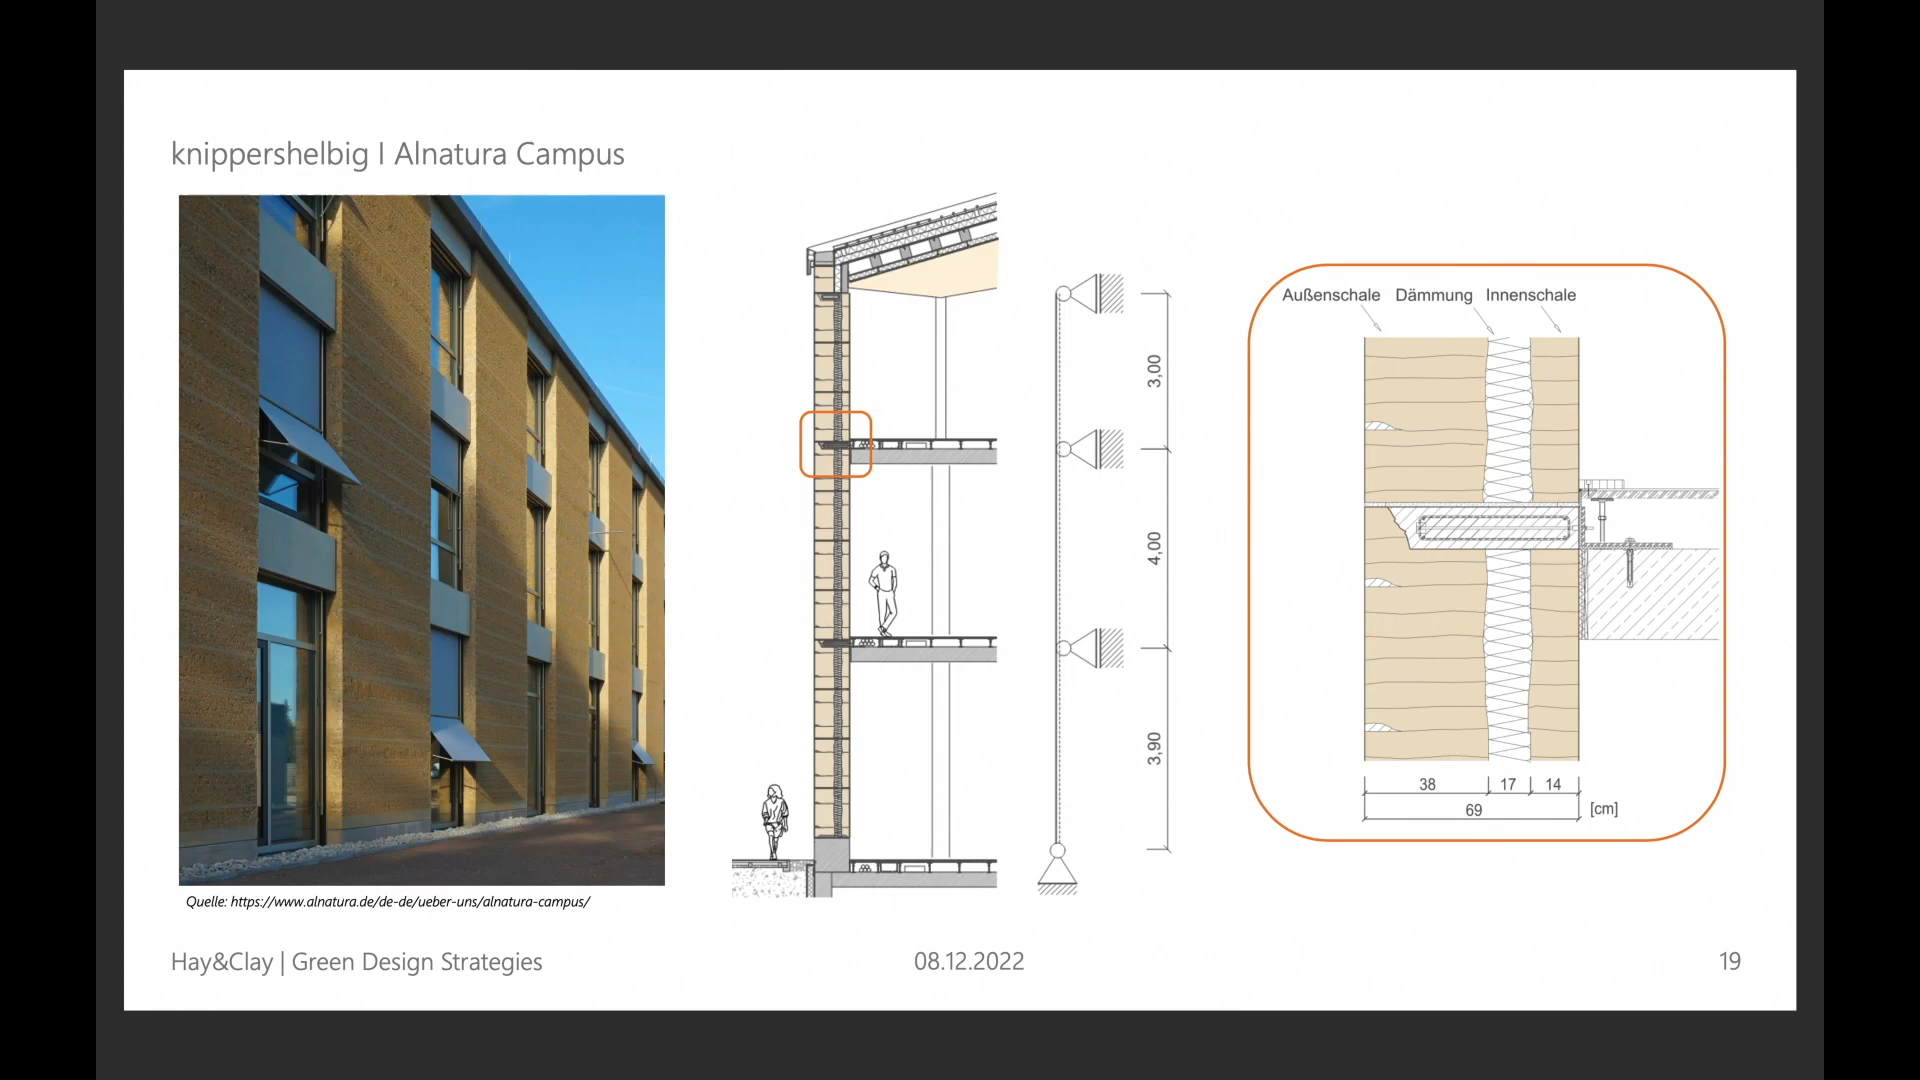 knippershelbig I Alnatura Campus
Außenschale Dämmung Innenschale
3,00
4,00
3,90
38 17 14
69 [cm]
Quelle: https://www.alnatura.de/de-de/ueber-uns/alnatura-campus/
Hay&Clay | Green Design Strategies 08.12.2022 19